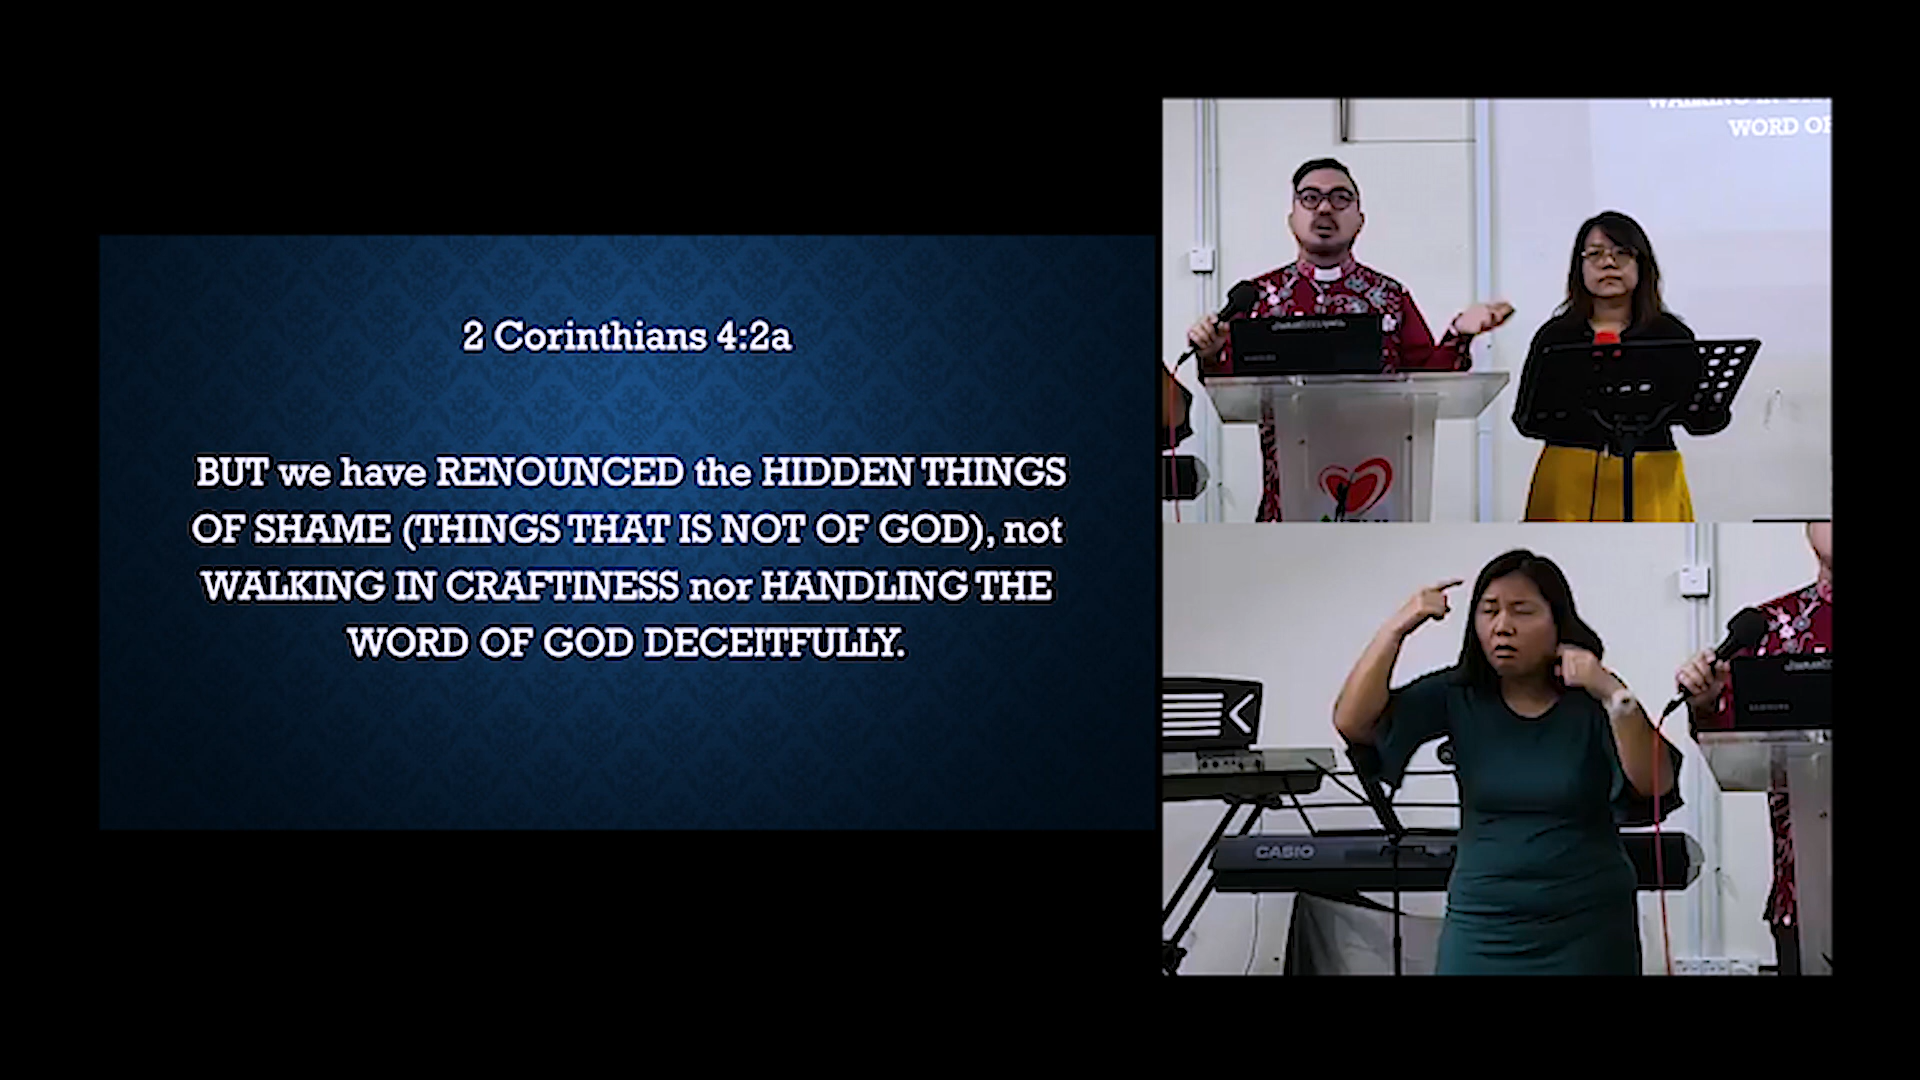 2 Corinthians 4:2a
BUT we have RENOUNCED the HIDDEN THINGS
OF SHAME (THINGS THAT IS NOT OF GOD), not
WALKING IN CRAFTINESS nor HANDLING THE
WORD OF GOD DECEITFULLY.
WORD OF
CASIO